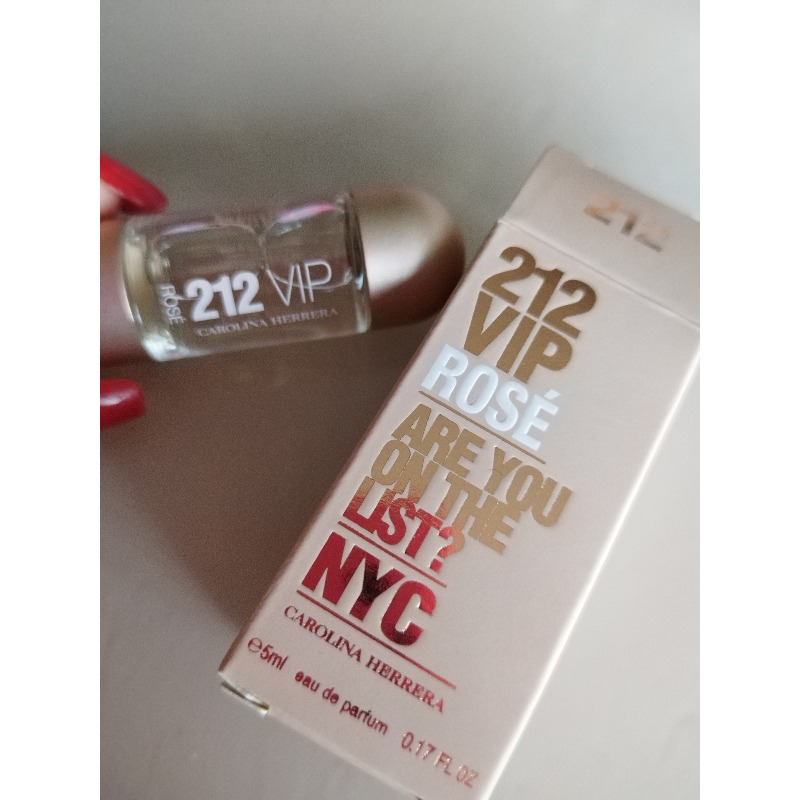 ROSÉ
212 VIP
CAROLINA HERRERA
212
212
VIP
ROSÉ
ARE YOU
ON THE
LIST?
NYC
CAROLINA HERRERA
℮5ml eau de parfum 0.17 FL OZ